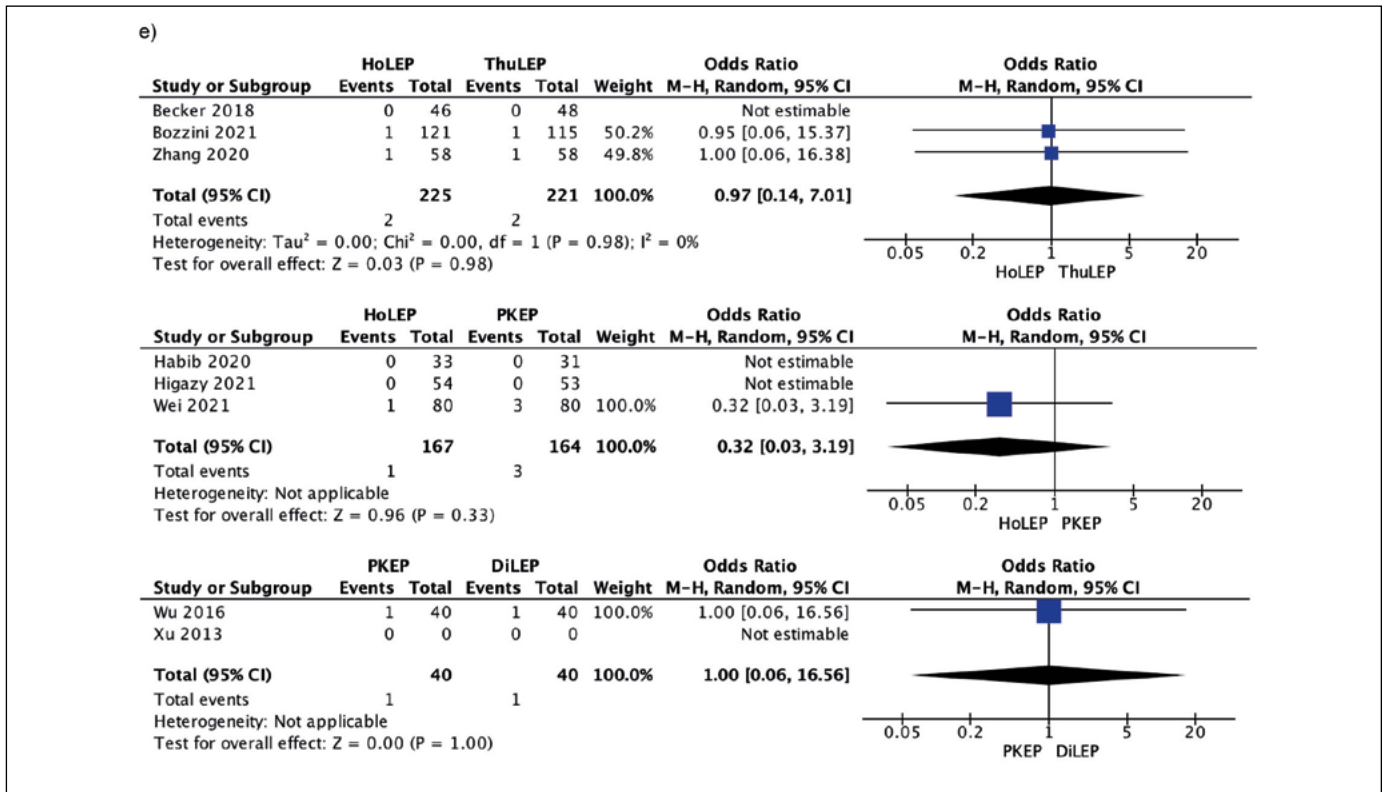 e)
HoLEP ThuLEP Odds Ratio Odds Ratio
Study or Subgroup Events Total Events Total Weight M-H, Random, 95% CI M-H, Random, 95% CI
Becker 2018 0 46 0 48 Not estimable
Bozzini 2021 1 121 1 115 50.2% 0.95 [0.06, 15.37]
Zhang 2020 1 58 1 58 49.8% 1.00 [0.06, 16.38]
Total (95% CI) 225 221 100.0% 0.97 [0.14, 7.01]
Total events 2 2
Heterogeneity: Tau² = 0.00; Chi² = 0.00, df = 1 (P = 0.98); I² = 0%
Test for overall effect: Z = 0.03 (P = 0.98)
0.05 0.2 1 5 20
HoLEP ThuLEP
HoLEP PKEP Odds Ratio Odds Ratio
Study or Subgroup Events Total Events Total Weight M-H, Random, 95% CI M-H, Random, 95% CI
Habib 2020 0 33 0 31 Not estimable
Higazy 2021 0 54 0 53 Not estimable
Wei 2021 1 80 3 80 100.0% 0.32 [0.03, 3.19]
Total (95% CI) 167 164 100.0% 0.32 [0.03, 3.19]
Total events 1 3
Heterogeneity: Not applicable
Test for overall effect: Z = 0.96 (P = 0.33)
0.05 0.2 1 5 20
HoLEP PKEP
PKEP DiLEP Odds Ratio Odds Ratio
Study or Subgroup Events Total Events Total Weight M-H, Random, 95% CI M-H, Random, 95% CI
Wu 2016 1 40 1 40 100.0% 1.00 [0.06, 16.56]
Xu 2013 0 0 0 0 Not estimable
Total (95% CI) 40 40 100.0% 1.00 [0.06, 16.56]
Total events 1 1
Heterogeneity: Not applicable
Test for overall effect: Z = 0.00 (P = 1.00)
0.05 0.2 1 5 20
PKEP DiLEP